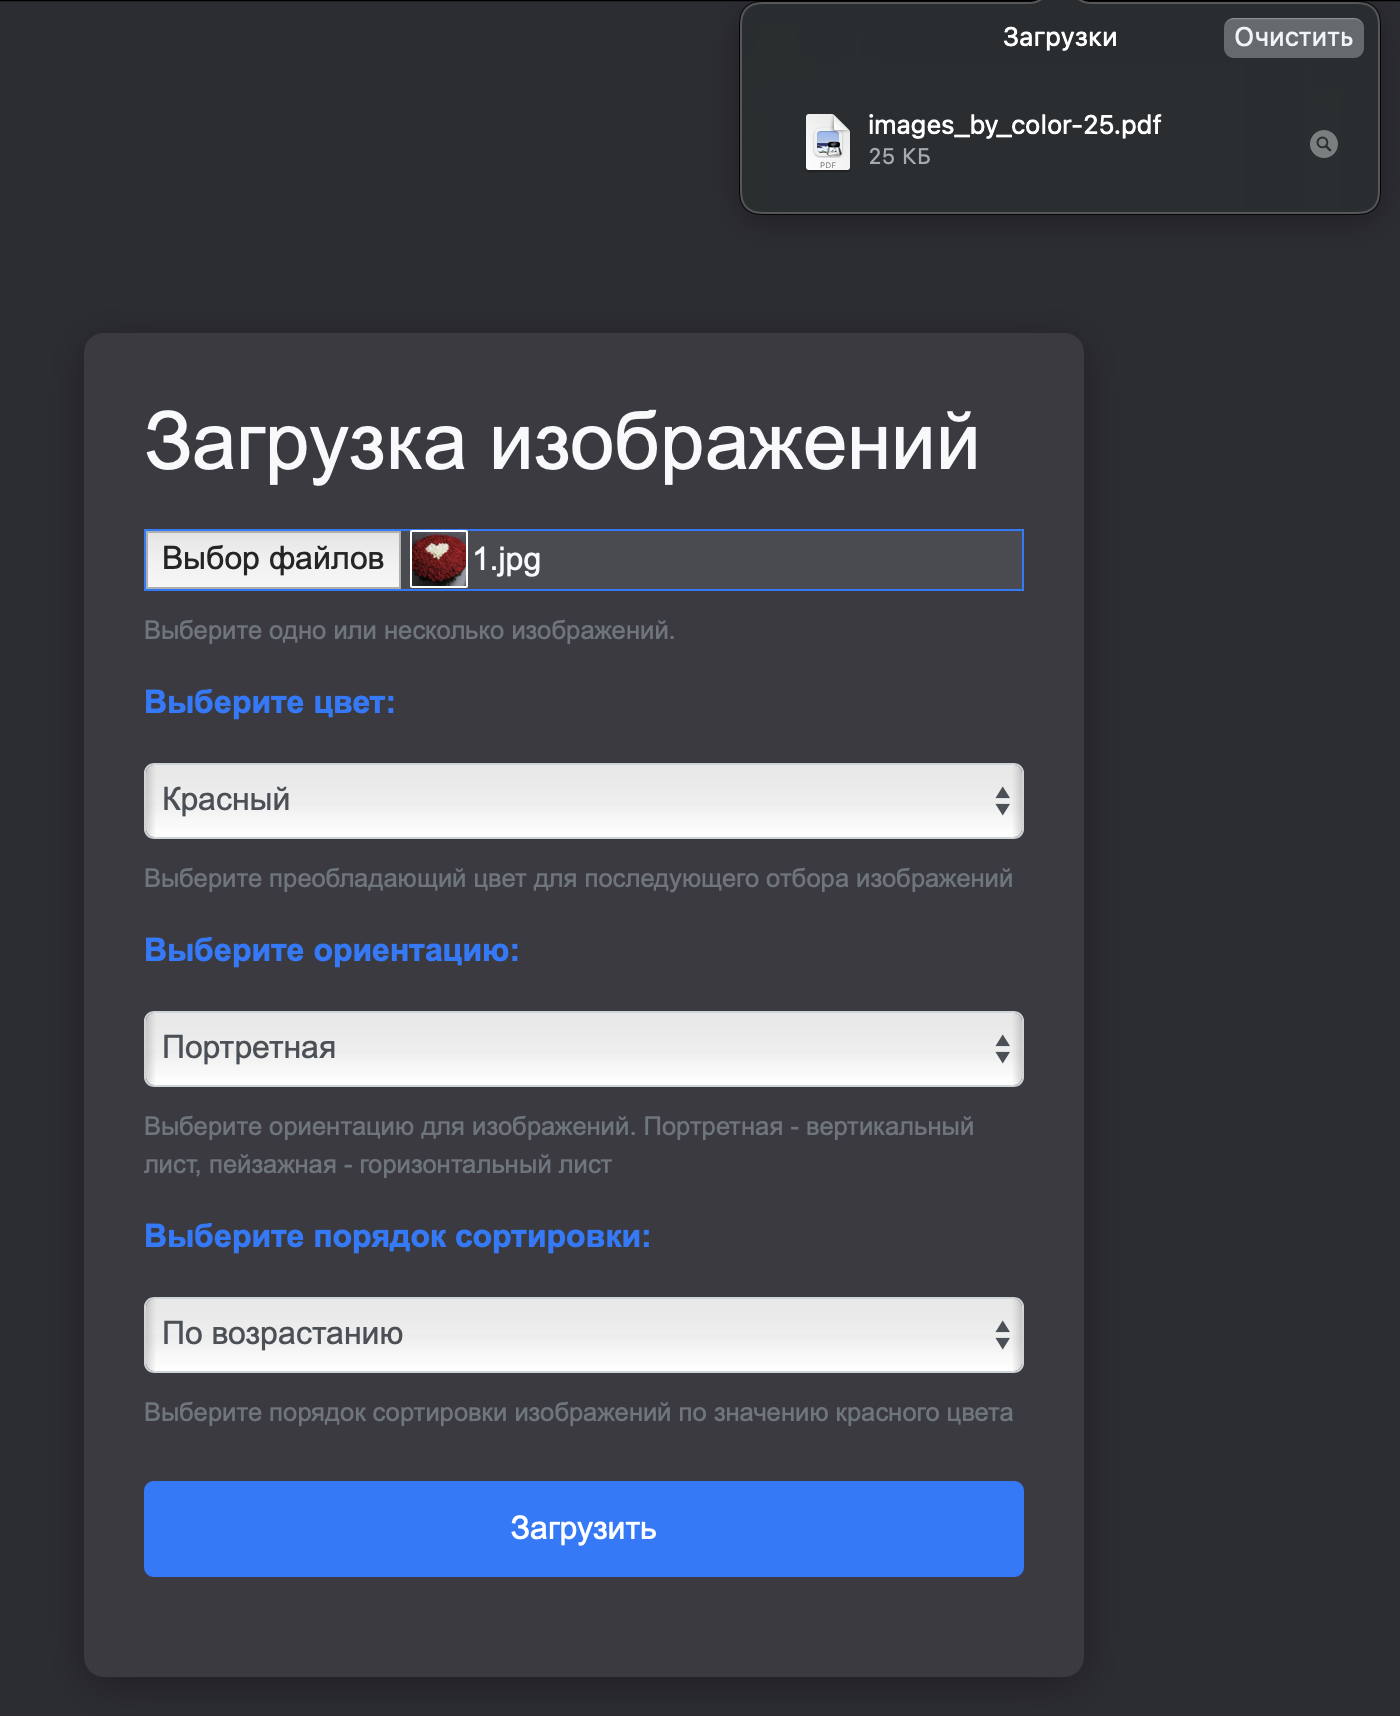 Загрузки
Очистить
images_by_color-25.pdf
25 КБ
PDF
Загрузка изображений
Выбор файлов 1.jpg
Выберите одно или несколько изображений.
Выберите цвет:
Красный
Выберите преобладающий цвет для последующего отбора изображений
Выберите ориентацию:
Портретная
Выберите ориентацию для изображений. Портретная - вертикальный
лист, пейзажная - горизонтальный лист
Выберите порядок сортировки:
По возрастанию
Выберите порядок сортировки изображений по значению красного цвета
Загрузить